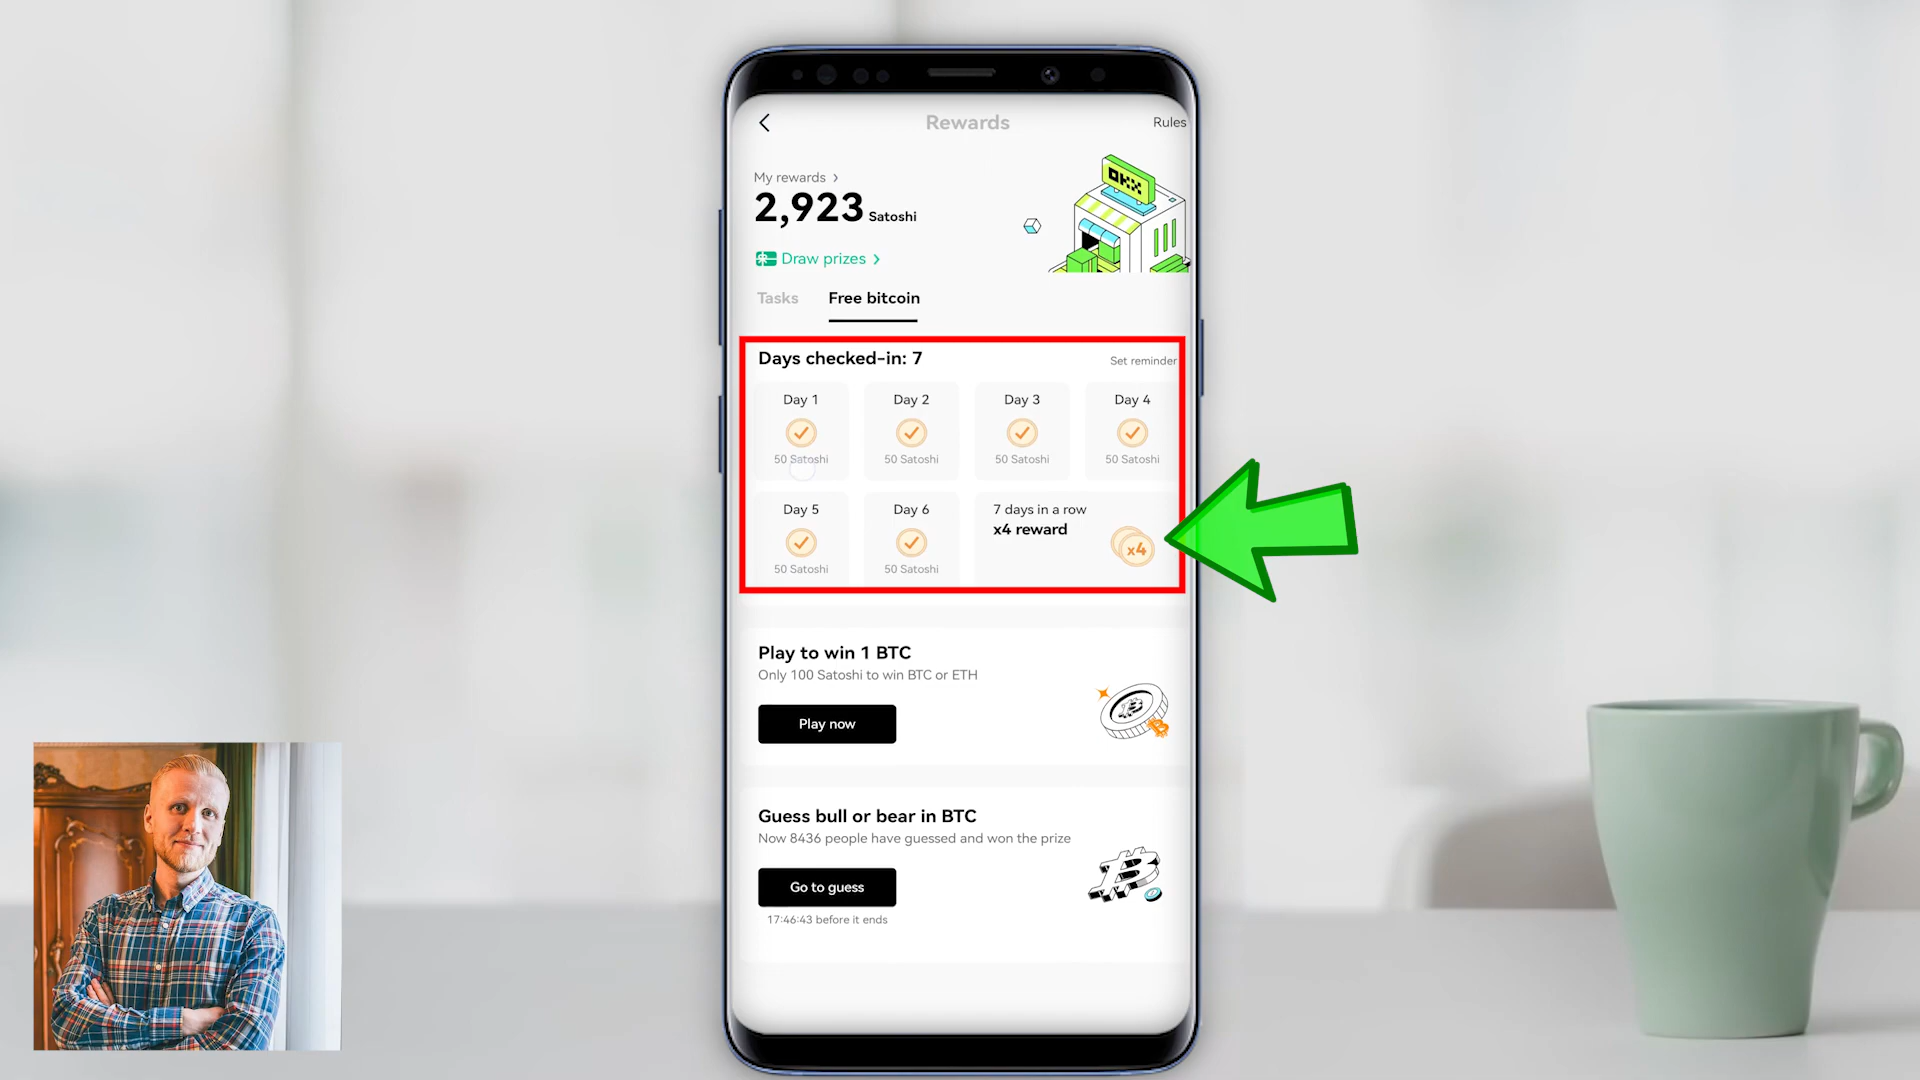 Rewards
Rules
My rewards >
2,923 Satoshi
OKX
Draw prizes >
Tasks
Free bitcoin
Days checked-in: 7
Set reminder
Day 1
Day 2
Day 3
Day 4
50 Satoshi
50 Satoshi
50 Satoshi
50 Satoshi
Day 5
Day 6
7 days in a row
x4 reward
x4
50 Satoshi
50 Satoshi
Play to win 1 BTC
Only 100 Satoshi to win BTC or ETH
Play now
Guess bull or bear in BTC
Now 8436 people have guessed and won the prize
Go to guess
17:46:43 before it ends